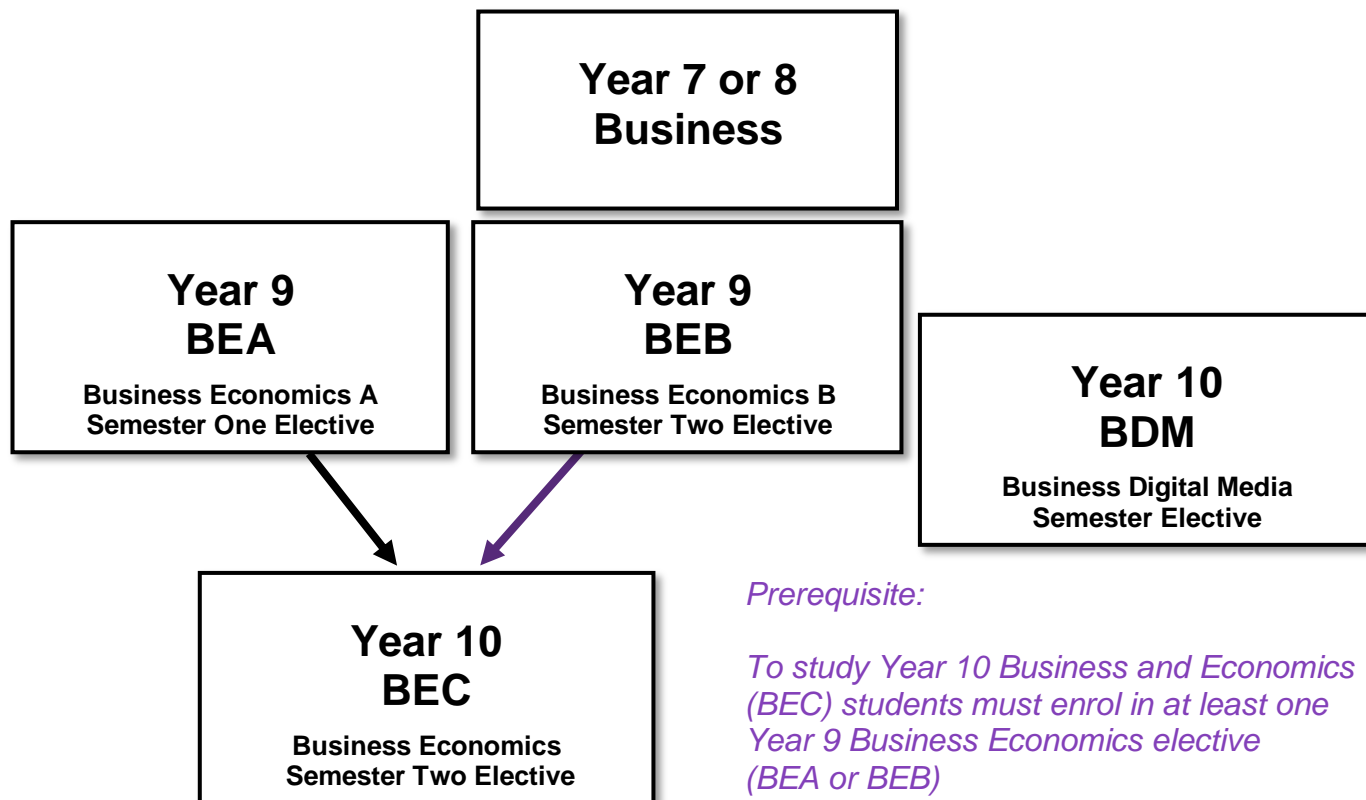 Year 7 or 8
Business
Year 9
BEA
Business Economics A
Semester One Elective
Year 9
BEB
Business Economics B
Semester Two Elective
Year 10
BDM
Business Digital Media
Semester Elective
Year 10
BEC
Business Economics
Semester Two Elective
Prerequisite:
To study Year 10 Business and Economics
(BEC) students must enrol in at least one
Year 9 Business Economics elective
(BEA or BEB)